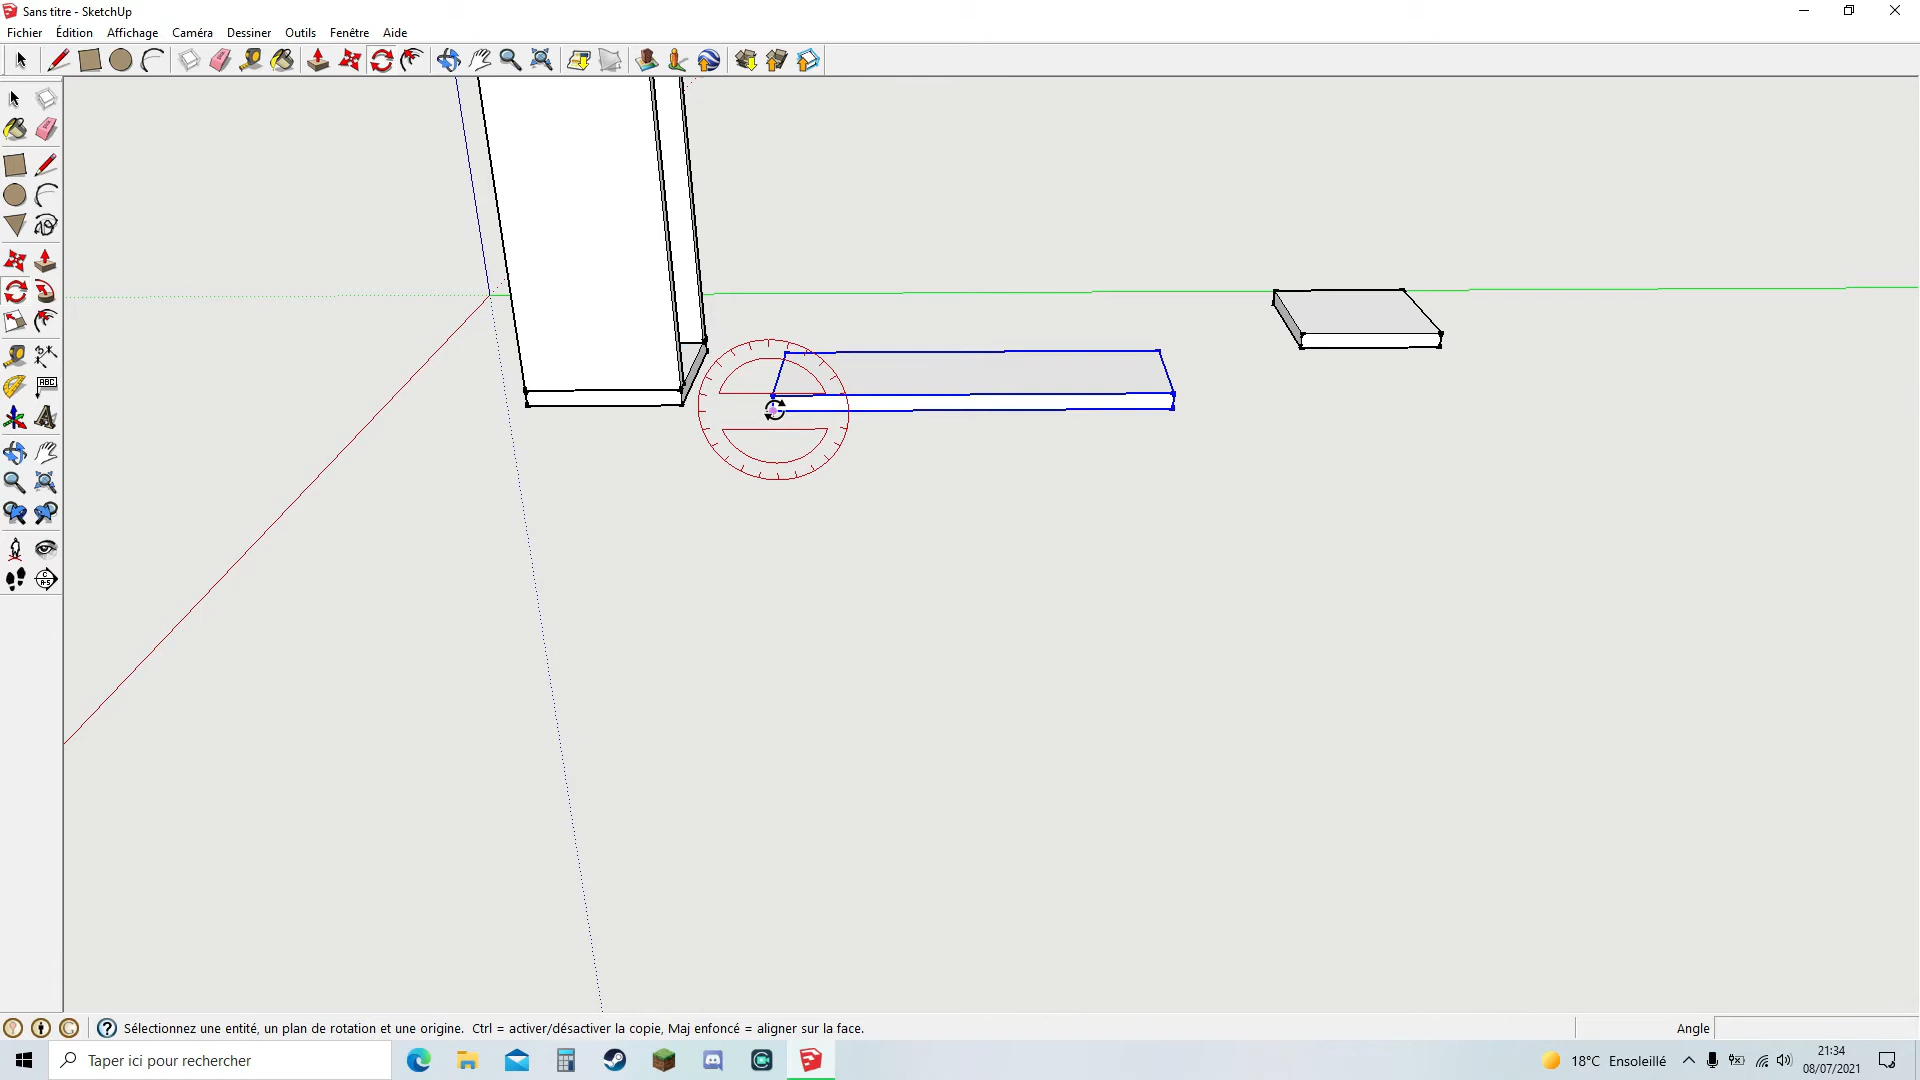 Sans titre - SketchUp
Fichier Édition Affichage Caméra Dessiner Outils Fenêtre Aide
ABC
Sélectionnez une entité, un plan de rotation et une origine. Ctrl = activer/désactiver la copie, Maj enfoncé = aligner sur la face.
Angle
Taper ici pour rechercher
18°C Ensoleillé
21:34
08/07/2021